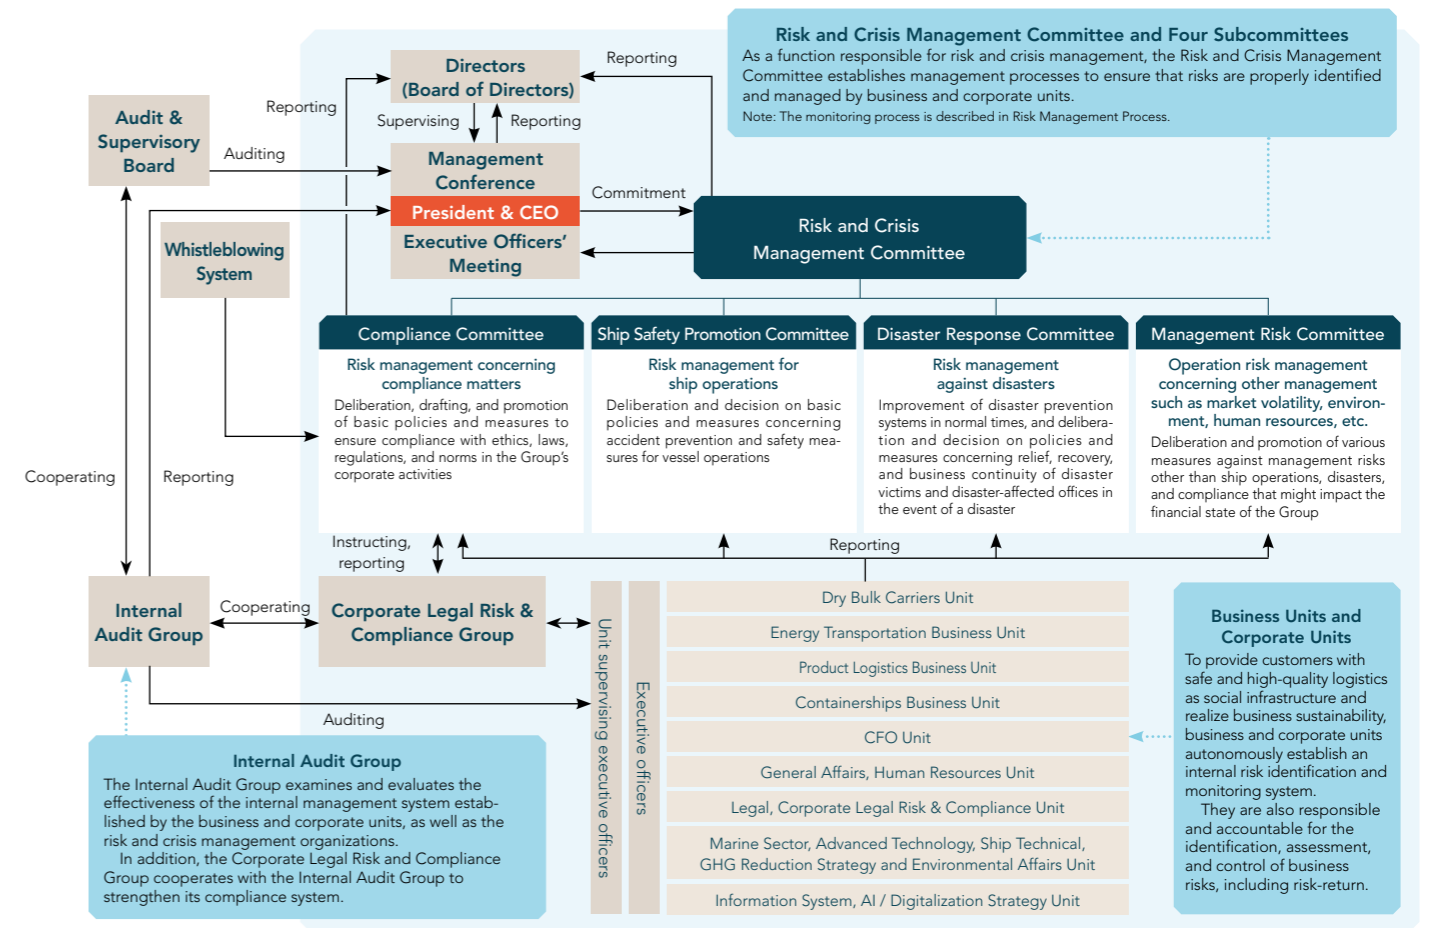 Risk and Crisis Management Committee and Four Subcommittees
As a function responsible for risk and crisis management, the Risk and Crisis Management
Committee establishes management processes to ensure that risks are properly identified
and managed by business and corporate units.
Note: The monitoring process is described in Risk Management Process.
Directors
(Board of Directors)
Reporting
Reporting
Supervising
Reporting
Audit &
Supervisory
Board
Auditing
Management
Conference
President & CEO
Executive Officers’
Meeting
Commitment
Risk and Crisis
Management Committee
Whistleblowing
System
Compliance Committee
Risk management concerning
compliance matters
Deliberation, drafting, and promotion
of basic policies and measures to
ensure compliance with ethics, laws,
regulations, and norms in the Group’s
corporate activities
Ship Safety Promotion Committee
Risk management for
ship operations
Deliberation and decision on basic
policies and measures concerning
accident prevention and safety mea-
sures for vessel operations
Disaster Response Committee
Risk management
against disasters
Improvement of disaster prevention
systems in normal times, and delibera-
tion and decision on policies and
measures concerning relief, recovery,
and business continuity of disaster
victims and disaster-affected offices in
the event of a disaster
Management Risk Committee
Operation risk management
concerning other management
such as market volatility, environ-
ment, human resources, etc.
Deliberation and promotion of various
measures against management risks
other than ship operations, disasters,
and compliance that might impact the
financial state of the Group
Cooperating
Reporting
Instructing,
reporting
Reporting
Internal
Audit Group
Cooperating
Corporate Legal Risk &
Compliance Group
Auditing
Unit supervising executive officers
Executive officers
Dry Bulk Carriers Unit
Energy Transportation Business Unit
Product Logistics Business Unit
Containerships Business Unit
CFO Unit
General Affairs, Human Resources Unit
Legal, Corporate Legal Risk & Compliance Unit
Marine Sector, Advanced Technology, Ship Technical,
GHG Reduction Strategy and Environmental Affairs Unit
Information System, AI / Digitalization Strategy Unit
Business Units and
Corporate Units
To provide customers with
safe and high-quality logistics
as social infrastructure and
realize business sustainability,
business and corporate units
autonomously establish an
internal risk identification and
monitoring system.
They are also responsible
and accountable for the
identification, assessment,
and control of business
risks, including risk-return.
Internal Audit Group
The Internal Audit Group examines and evaluates the
effectiveness of the internal management system estab-
lished by the business and corporate units, as well as the
risk and crisis management organizations.
In addition, the Corporate Legal Risk and Compliance
Group cooperates with the Internal Audit Group to
strengthen its compliance system.